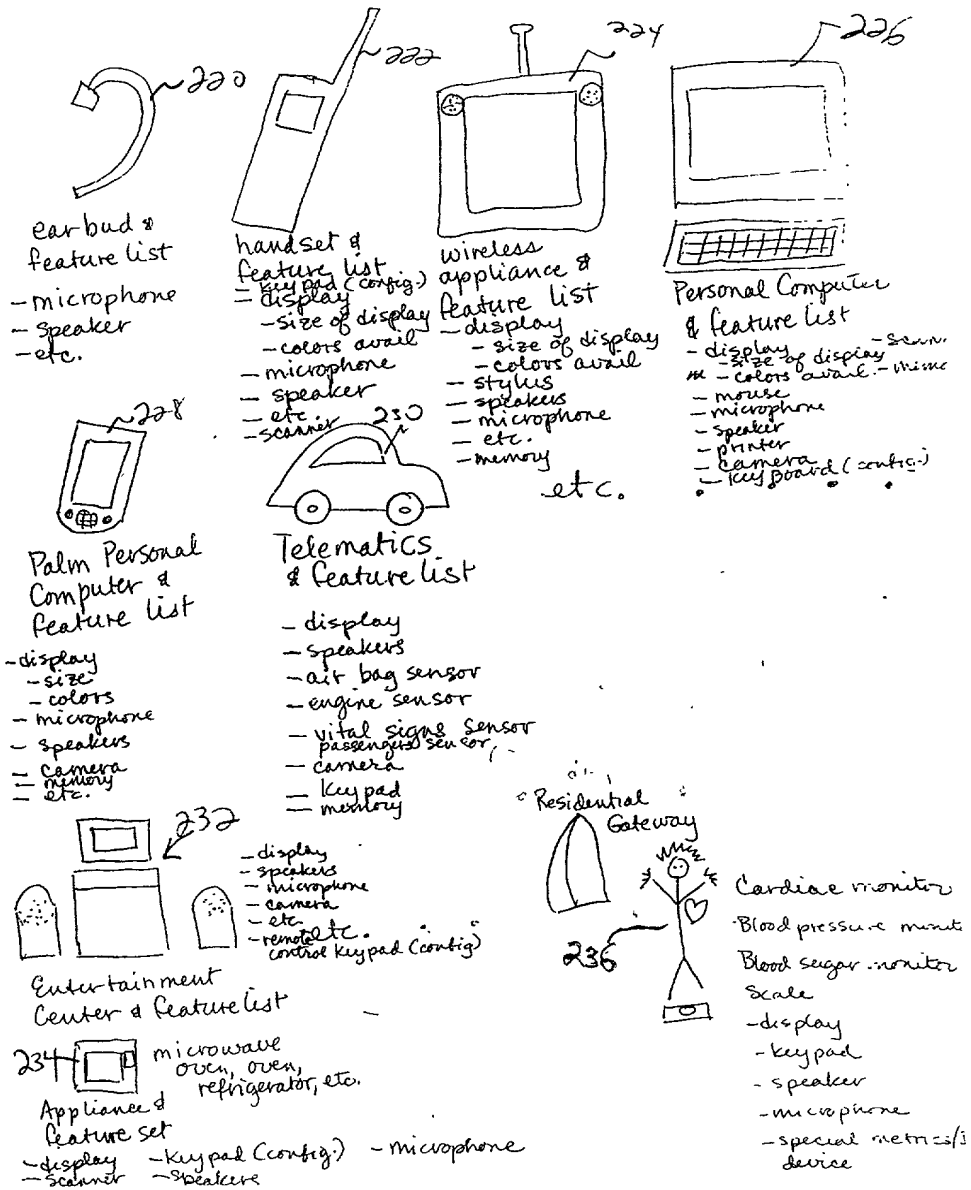 220
222
224
226
ear bud &
feature list
- microphone
- speaker
- etc.
handset &
feature list
- keypad (config.)
- display
- size of display
- colors avail
- microphone
- speaker
- etc.
- scanner
wireless
appliance &
feature list
- display
- size of display
- colors avail
- stylus
- speakers
- microphone
- etc.
- memory
etc.
Personal Computer
& feature list
- display
- size of display
- colors avail.
- mouse
- microphone
- speaker
- printer
- camera
- keyboard (config.)
228
Palm Personal
Computer &
feature list
- display
- size
- colors
- microphone
- speakers
- camera
- memory
- etc.
230
Telematics
& feature list
- display
- speakers
- air bag sensor
- engine sensor
- vital signs sensor
passengers sensor
- camera
- keypad
- memory
232
- display
- speakers
- microphone
- camera
- etc.
- remote etc.
control keypad (config)
Entertainment
Center & feature list
234
microwave
oven, oven,
refrigerator, etc.
Appliance &
feature set
- display - keypad (config.) - microphone
- scanner - speakers
Residential
Gateway
236
Cardiac monitor
Blood pressure
Blood sugar monitor
Scale
- display
- keypad
- speaker
- microphone
- special
device